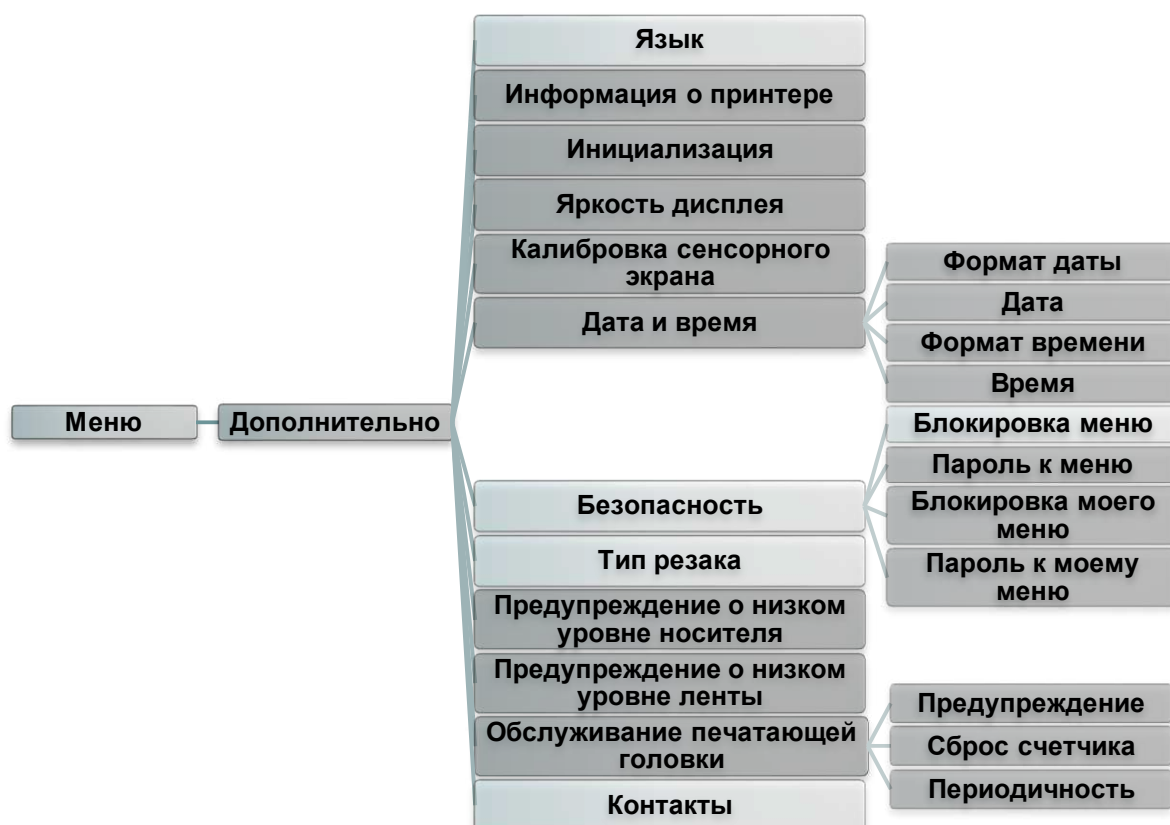 Язык
Информация о принтере
Инициализация
Яркость дисплея
Калибровка сенсорного
экрана
Дата и время
Формат даты
Дата
Формат времени
Время
Меню
Дополнительно
Безопасность
Блокировка меню
Пароль к меню
Блокировка моего
меню
Пароль к моему
меню
Тип резака
Предупреждение о низком
уровне носителя
Предупреждение о низком
уровне ленты
Обслуживание печатающей
головки
Предупреждение
Сброс счетчика
Периодичность
Контакты